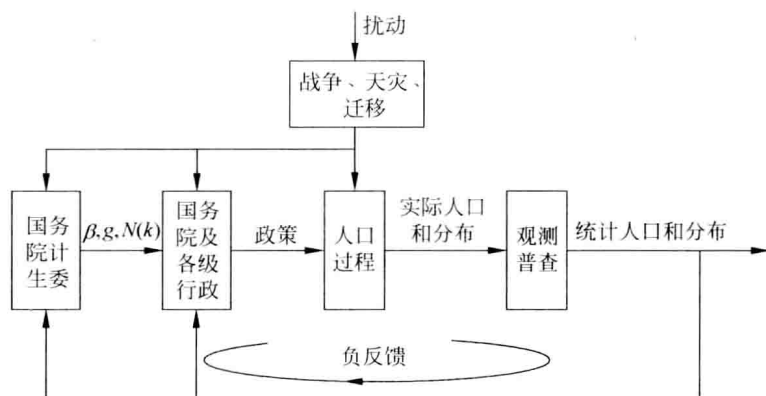 扰动
战争、天灾、
迁移
国务
院计
生委
β,g,N(k)
国务
院及
各级
行政
政策
人口
过程
实际人口
和分布
观测
普查
统计人口和分布
负反馈